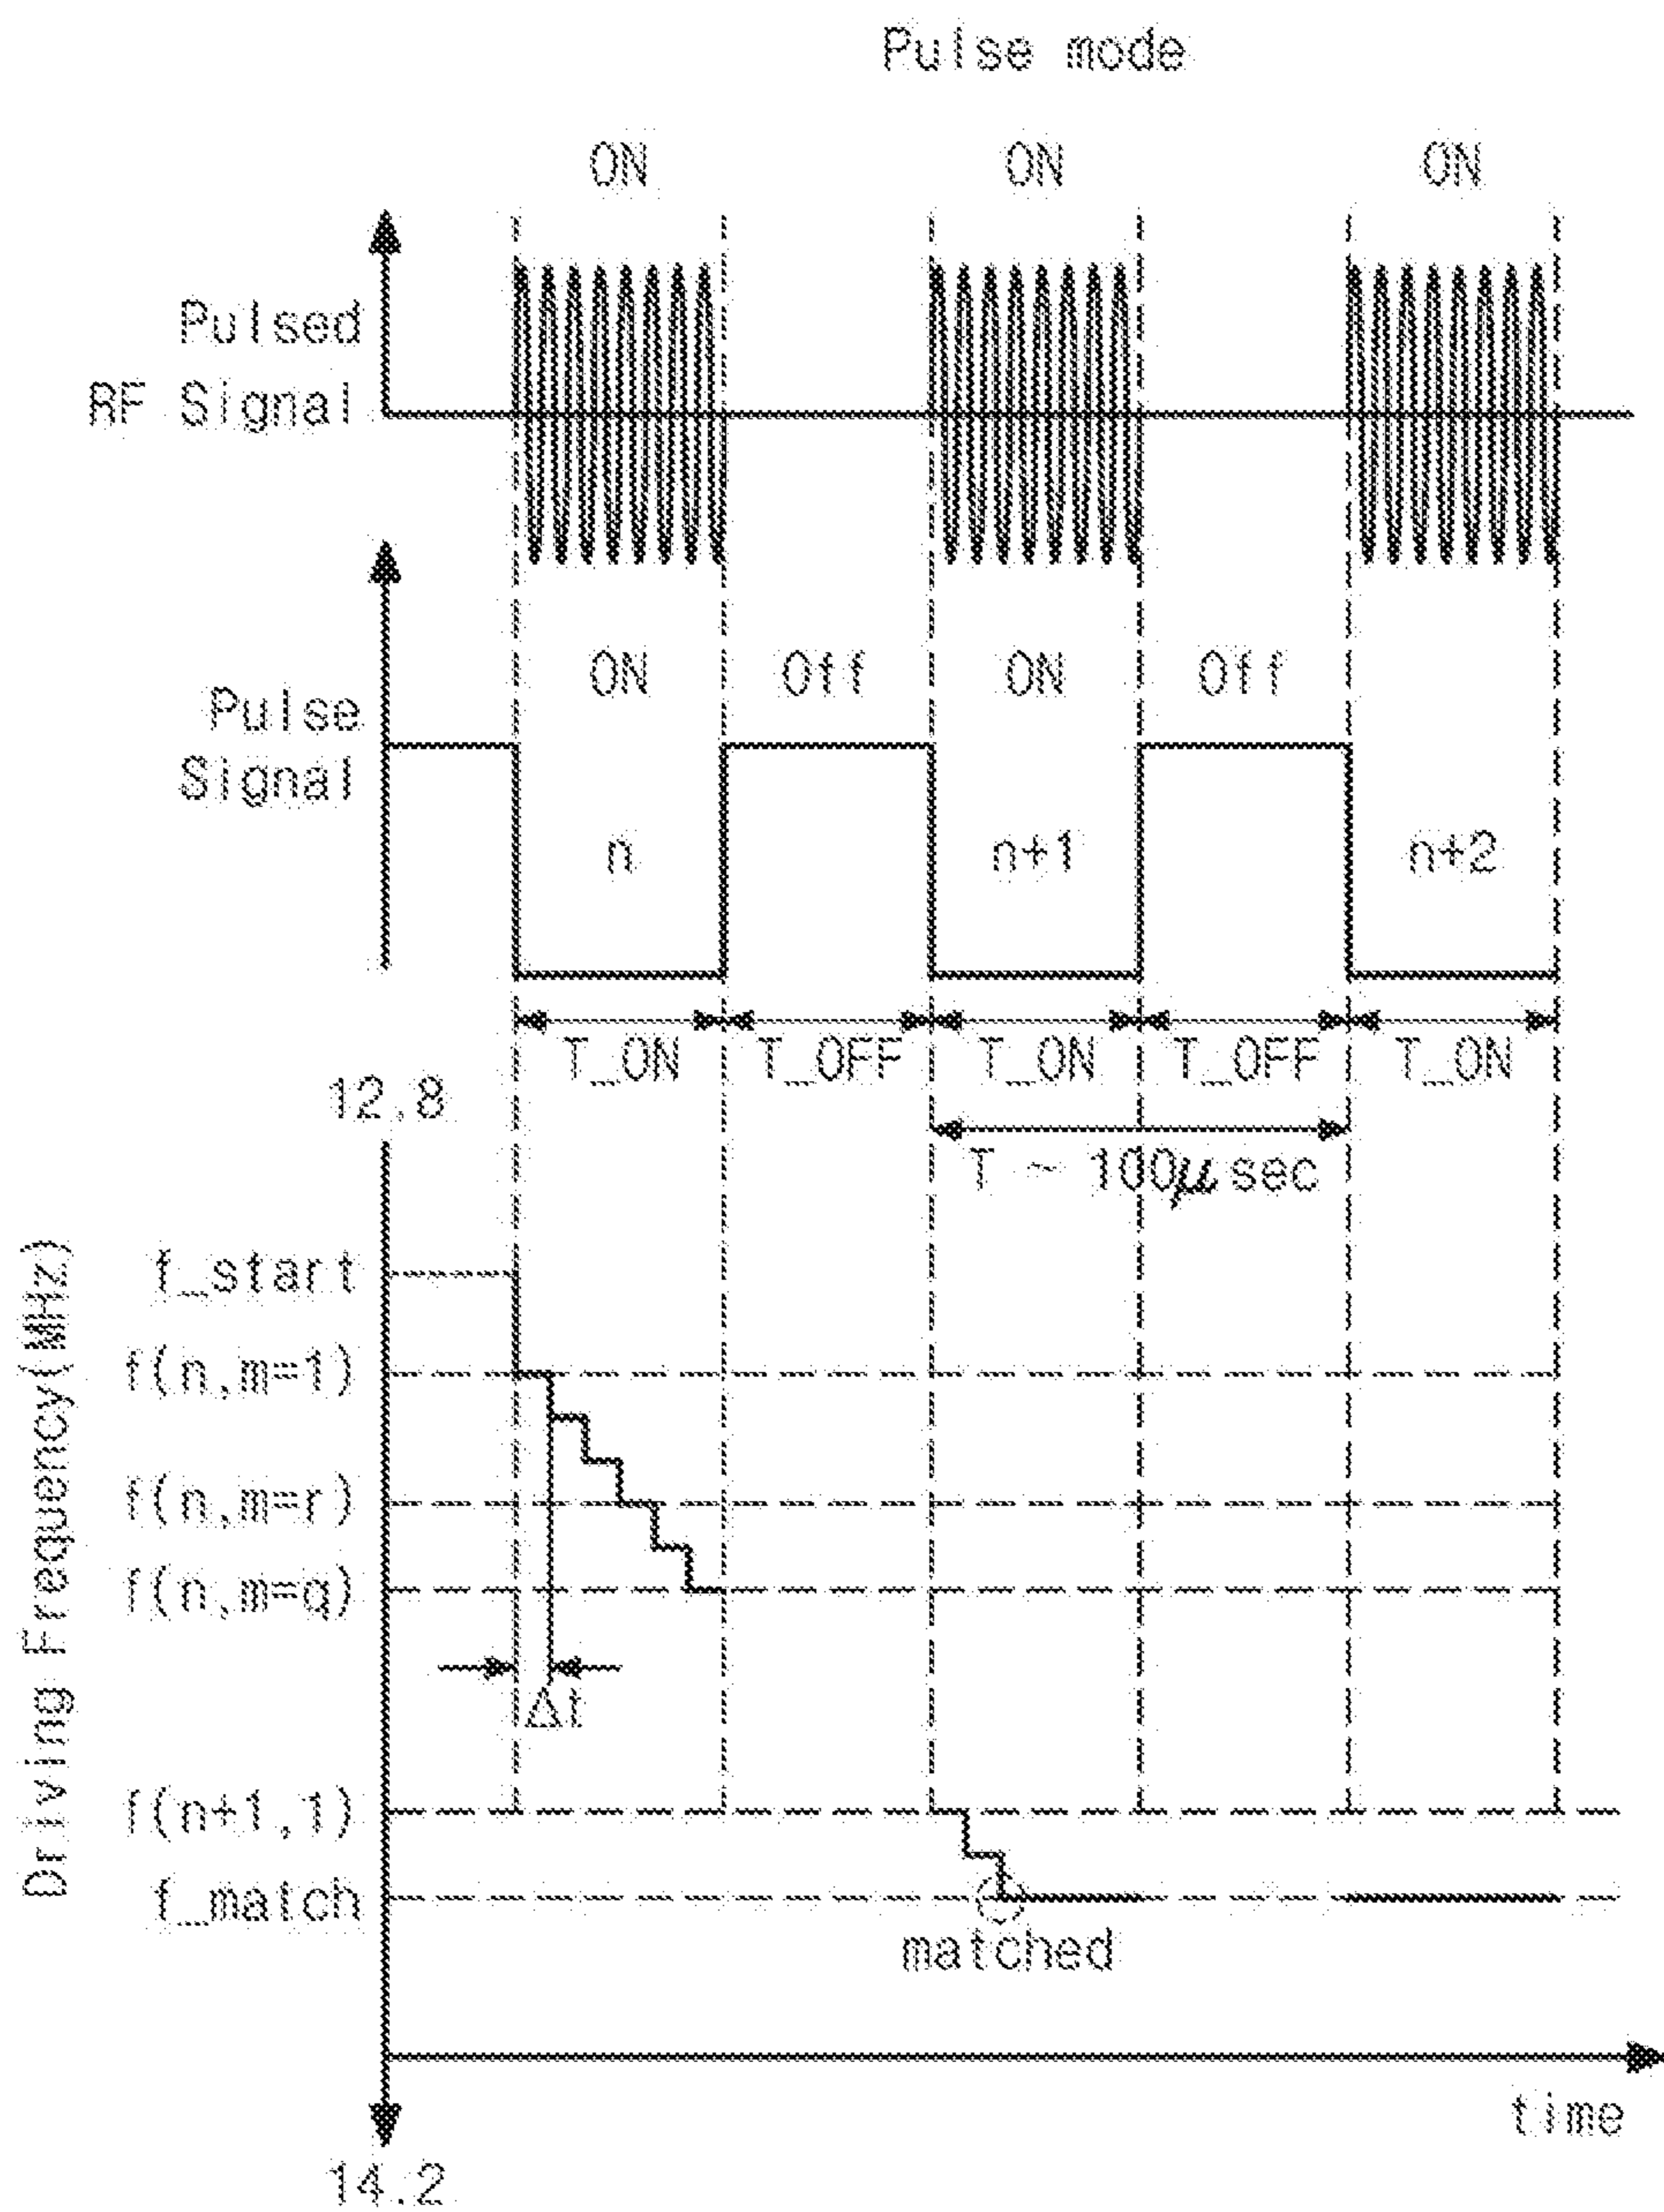 Pulse mode
ON ON ON
Pulsed
RF Signal
ON Off ON Off
Pulse
Signal
n n+1 n+2
T_ON T_OFF T_ON T_OFF T_ON
12.8
T ~ 100μsec
Driving Frequency(MHz)
f_start
f(n,m=1)
f(n,m=r)
f(n,m=q)
Δt
f(n+1,1)
f_match
matched
time
14.2